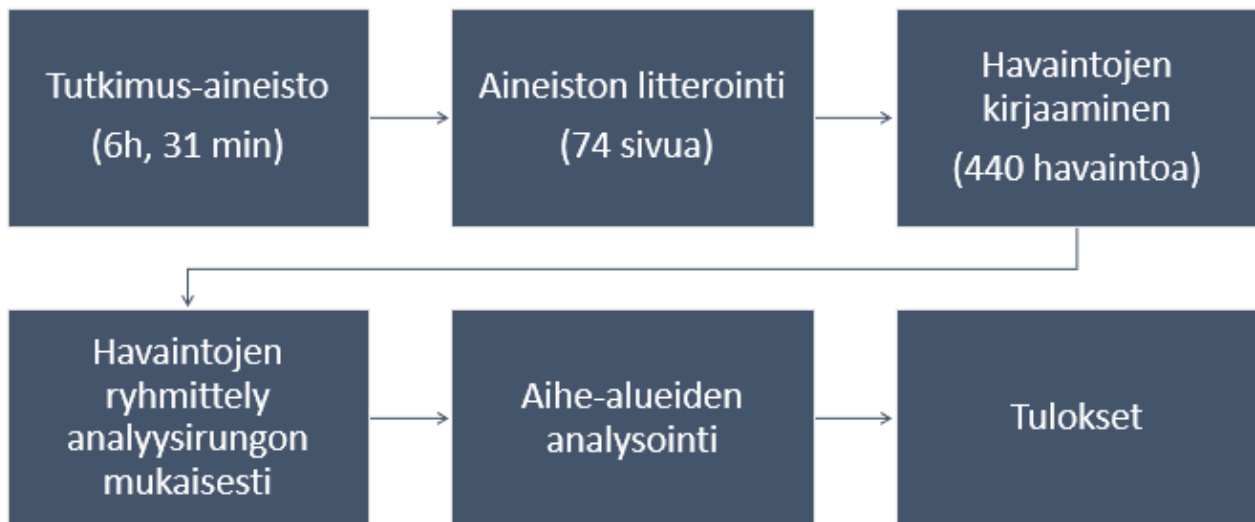 Tutkimus-aineisto
(6h, 31 min)
Aineiston litterointi
(74 sivua)
Havaintojen
kirjaaminen
(440 havaintoa)
Havaintojen
ryhmittely
analyysirungon
mukaisesti
Aihe-alueiden
analysointi
Tulokset